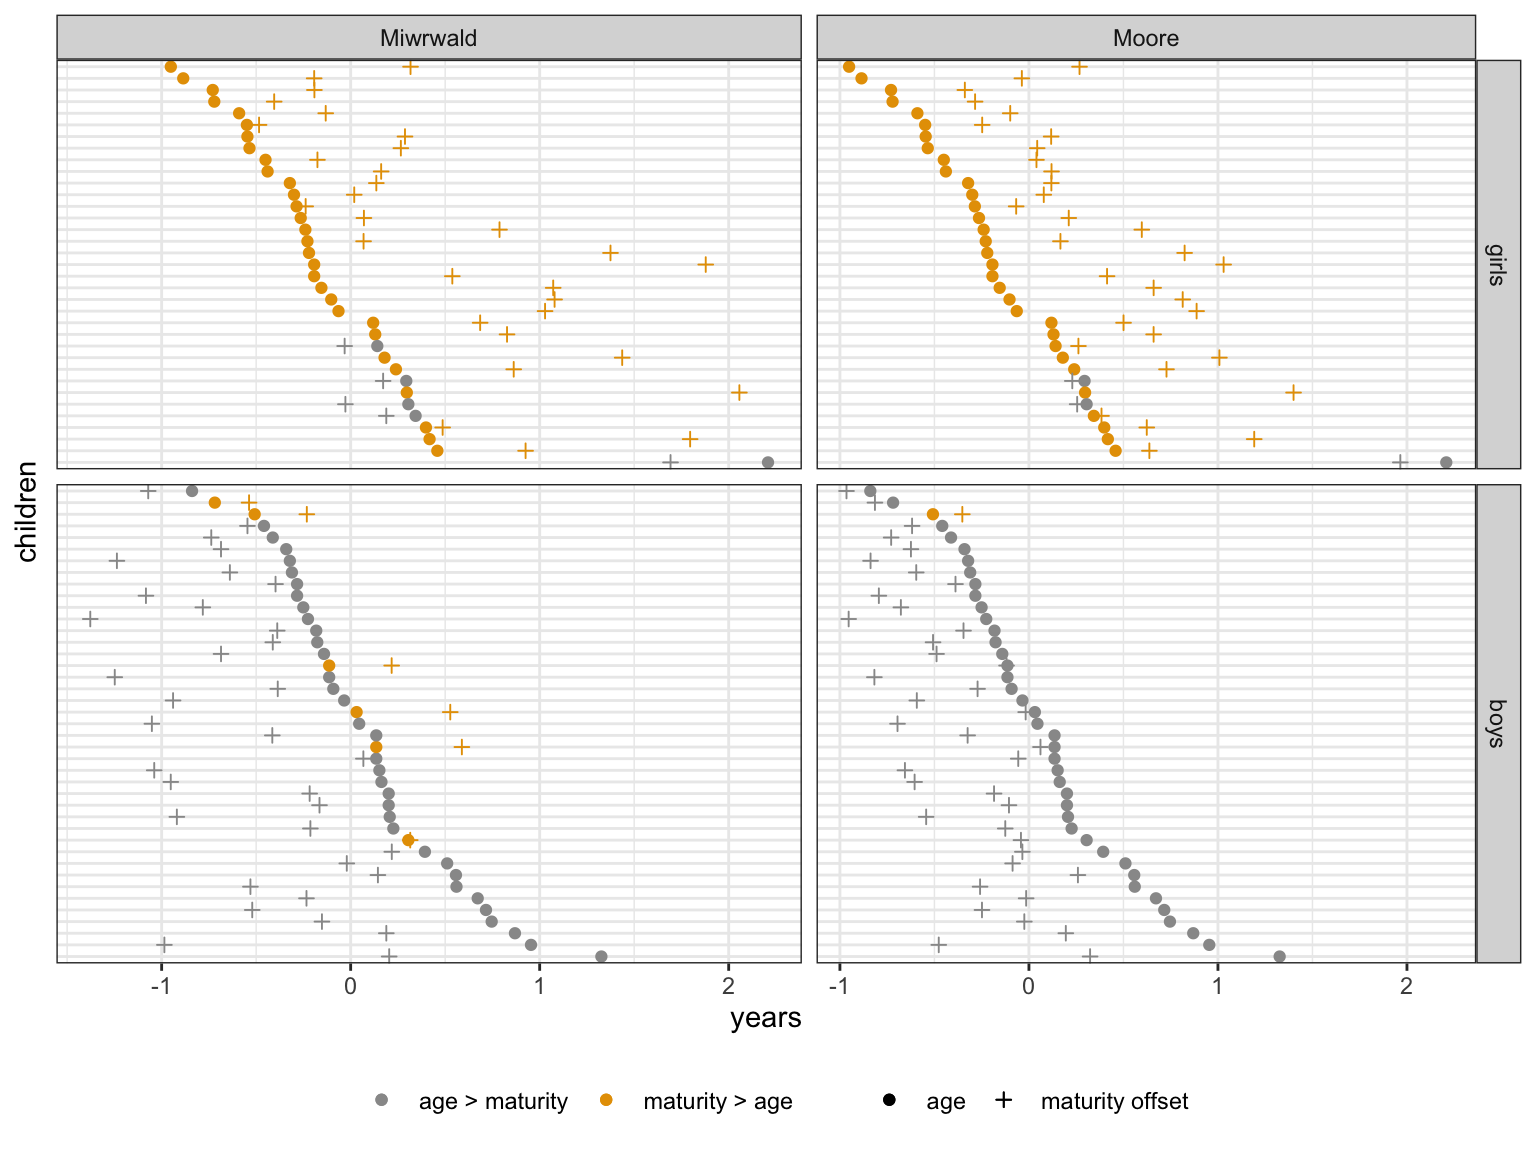 Miwrwald
Moore
girls
children
boys
-1 0 1 2
-1 0 1 2
years
age > maturity
maturity > age
age
maturity offset